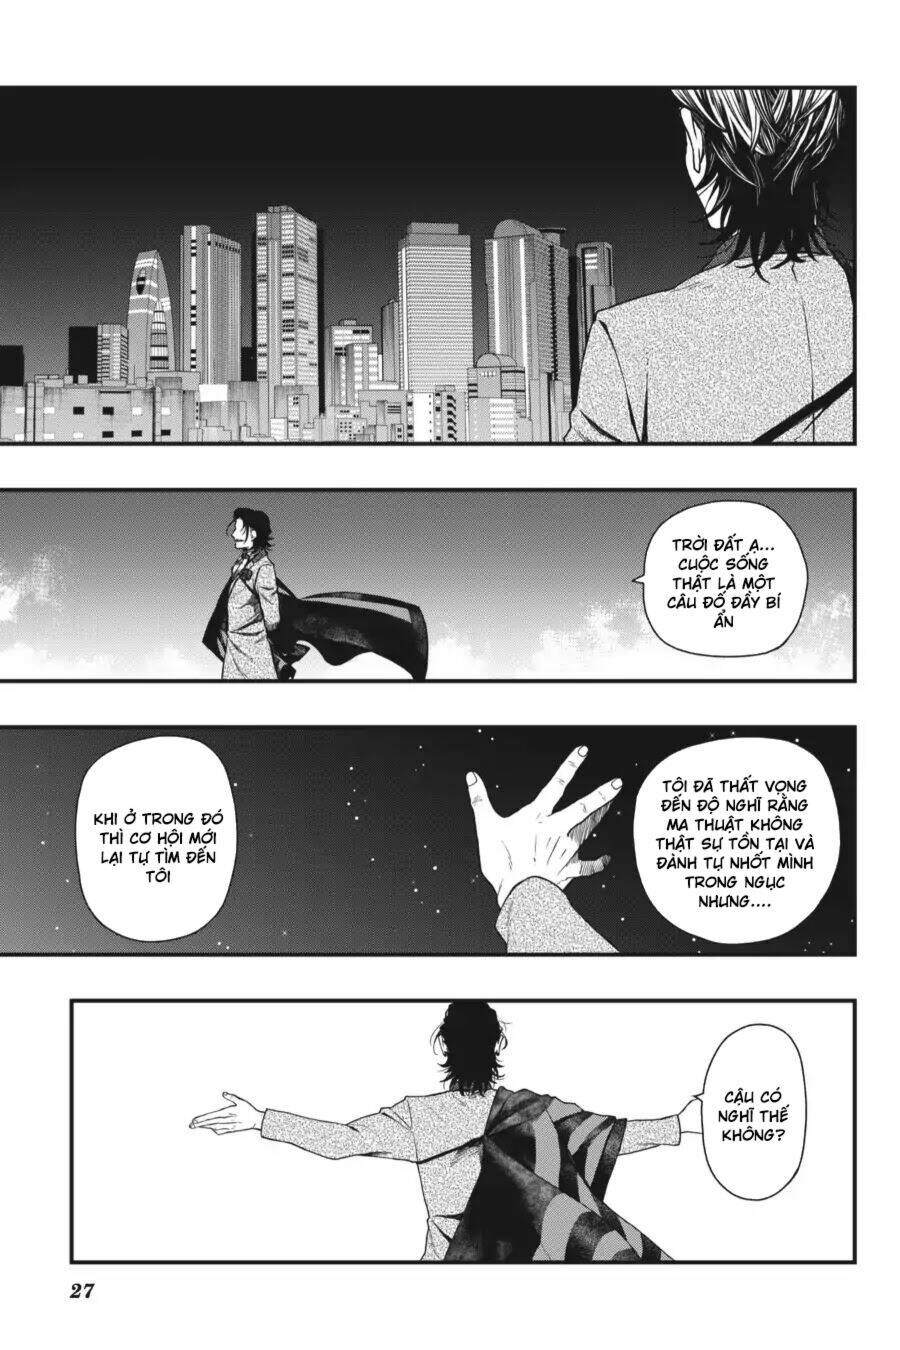 TRỜI ĐẤT Ạ...
CUỘC SỐNG
THẬT LÀ MỘT
CÂU ĐỐ ĐẦY BÍ
ẨN
TÔI ĐÃ THẤT VỌNG
ĐẾN ĐỘ NGHĨ RẰNG
MA THUẬT KHÔNG
THẬT SỰ TỒN TẠI VÀ
ĐÀNH TỰ NHỐT MÌNH
TRONG NGỤC
NHƯNG....
KHI Ở TRONG ĐÓ
THÌ CƠ HỘI MỚI
LẠI TỰ TÌM ĐẾN
TÔI
CẬU CÓ
NGHĨ THẾ
KHÔNG?
27